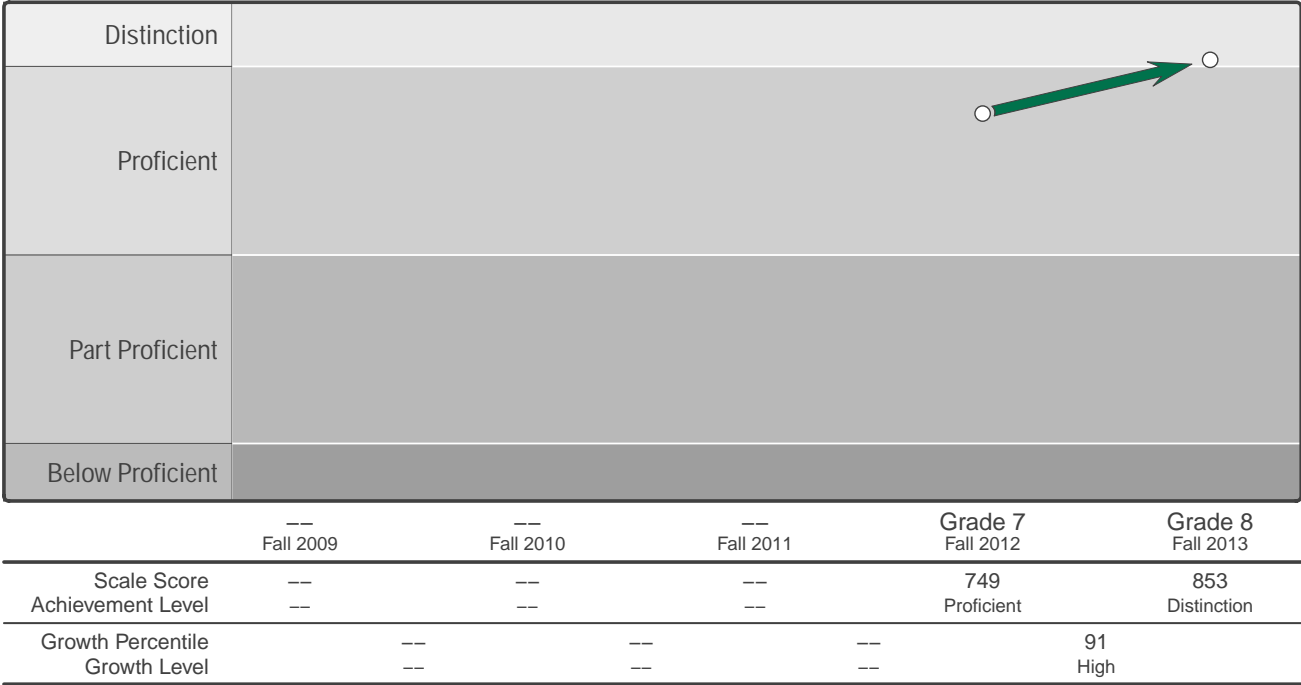 Distinction
Proficient
Part Proficient
Below Proficient
–– –– –– Grade 7 Grade 8
Fall 2009 Fall 2010 Fall 2011 Fall 2012 Fall 2013
Scale Score –– –– –– 749 853
Achievement Level –– –– –– Proficient Distinction
Growth Percentile –– –– –– 91
Growth Level –– –– –– High